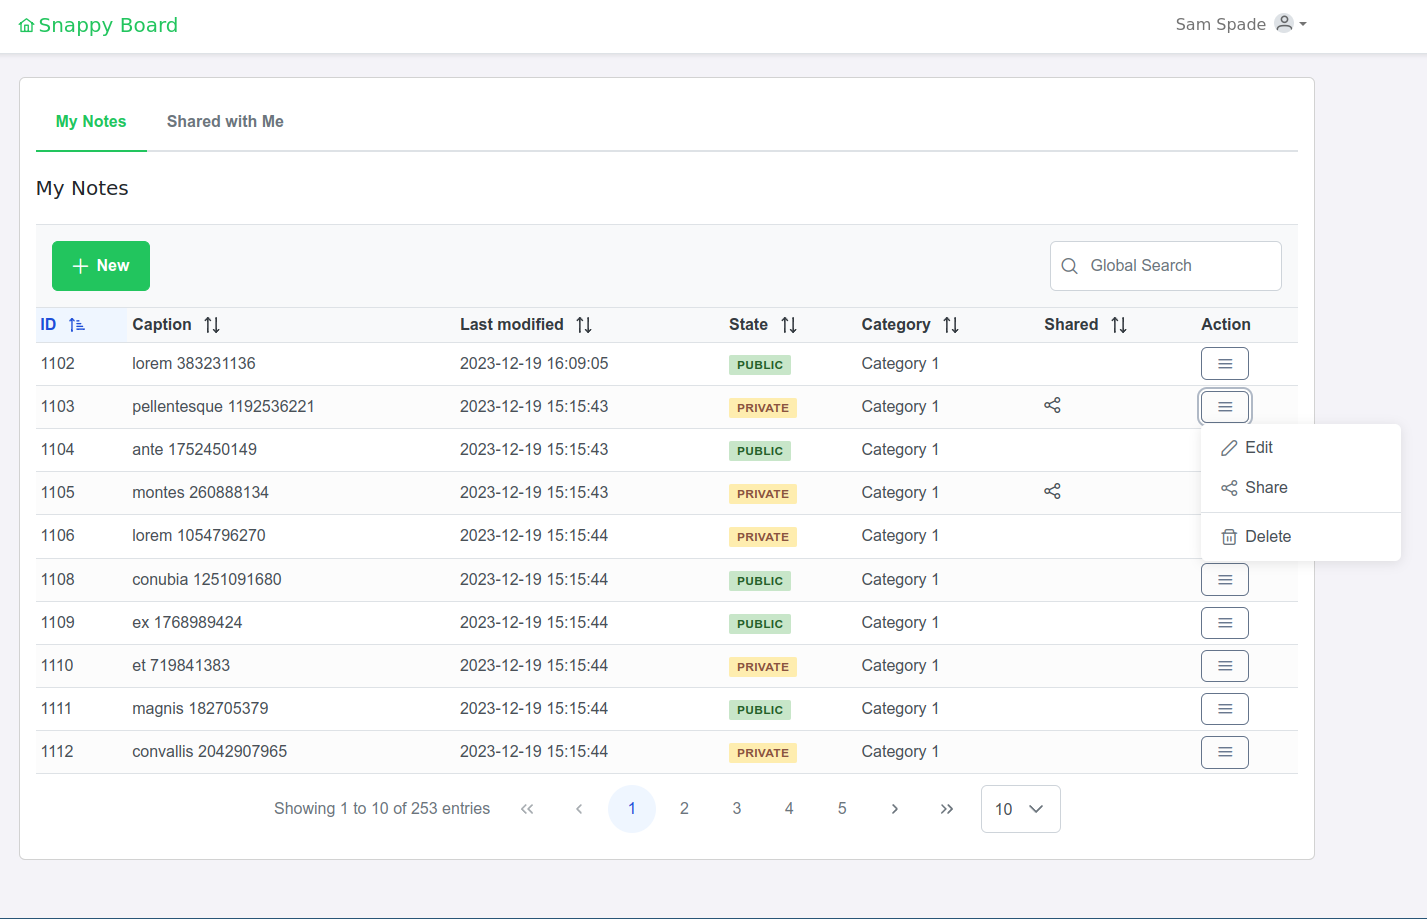 Snappy Board
Sam Spade
My Notes Shared with Me
My Notes
New
Global Search
ID Caption Last modified State Category Shared Action
1102 lorem 383231136 2023-12-19 16:09:05 PUBLIC Category 1
1103 pellentesque 1192536221 2023-12-19 15:15:43 PRIVATE Category 1
1104 ante 1752450149 2023-12-19 15:15:43 PUBLIC Category 1
Edit
1105 montes 260888134 2023-12-19 15:15:43 PRIVATE Category 1
Share
1106 lorem 1054796270 2023-12-19 15:15:44 PRIVATE Category 1
Delete
1108 conubia 1251091680 2023-12-19 15:15:44 PUBLIC Category 1
1109 ex 1768989424 2023-12-19 15:15:44 PUBLIC Category 1
1110 et 719841383 2023-12-19 15:15:44 PRIVATE Category 1
1111 magnis 182705379 2023-12-19 15:15:44 PUBLIC Category 1
1112 convallis 2042907965 2023-12-19 15:15:44 PRIVATE Category 1
Showing 1 to 10 of 253 entries 1 2 3 4 5 10